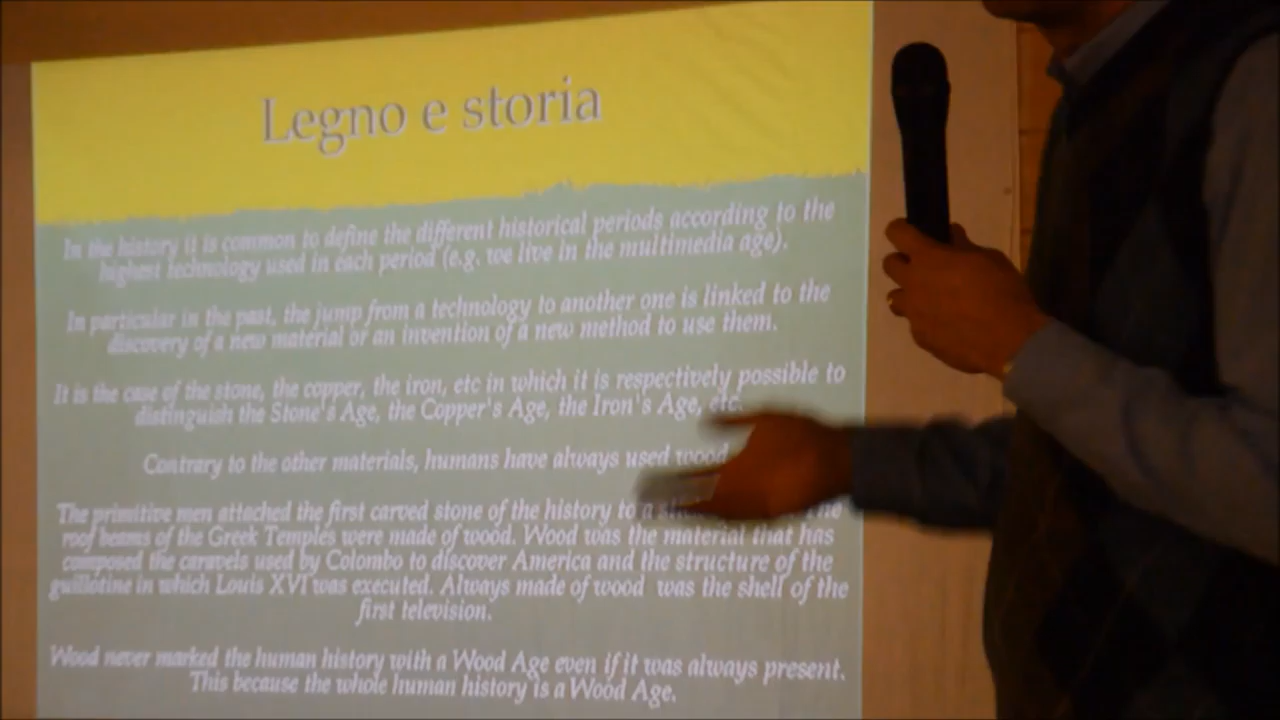 Legno e storia
In the history it is common to define the different historical periods according to the
highest technology used in each period (e.g. we live in the multimedia age).
In particular in the past, the jump from a technology to another one is linked to the
discovery of a new material or an invention of a new method to use them.
It is the case of the stone, the copper, the iron, etc in which it is respectively possible to
distinguish the Stone's Age, the Copper's Age, the Iron's Age, etc.
Contrary to the other materials, humans have always used wood
The primitive men attached the first carved stone of the history to a
roof beams of the Greek Temples were made of wood. Wood was the material that has
composed the caravels used by Colombo to discover America and the structure of the
guillotine in which Louis XVI was executed. Always made of wood was the shell of the
first television.
Wood never marked the human history with a Wood Age even if it was always present.
This because the whole human history is a Wood Age.